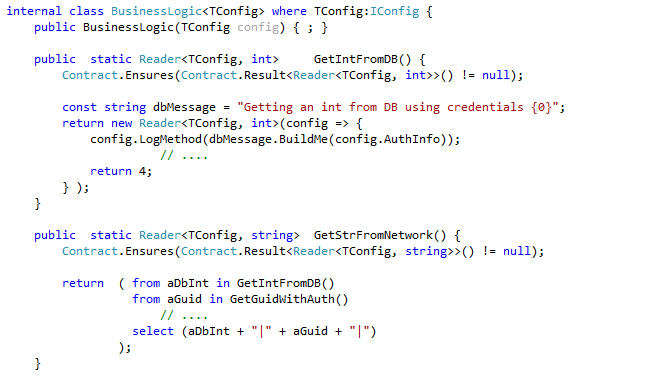 internal class BusinessLogic<TConfig> where TConfig:IConfig {
    public BusinessLogic(TConfig config) { ; }

    public  static Reader<TConfig, int>     GetIntFromDB() {
        Contract.Ensures(Contract.Result<Reader<TConfig, int>>() != null);

        const string dbMessage = "Getting an int from DB using credentials {0}";
        return new Reader<TConfig, int>(config => {
            config.LogMethod(dbMessage.BuildMe(config.AuthInfo));
                      // ....
            return 4;
        } );
    }

    public  static Reader<TConfig, string>  GetStrFromNetwork() {
        Contract.Ensures(Contract.Result<Reader<TConfig, string>>() != null);

        return  ( from aDbInt in GetIntFromDB()
                  from aGuid in GetGuidWithAuth()
                      // ....
                  select (aDbInt + "|" + aGuid + "|")
                );
    }